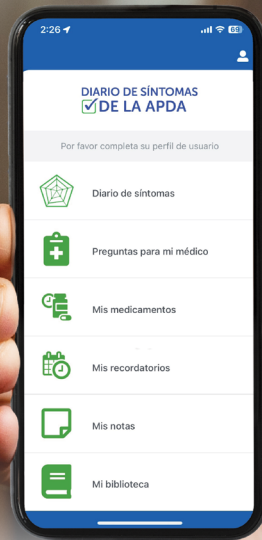 2:26
69
DIARIO DE SÍNTOMAS
DE LA APDA
Por favor completa su perfil de usuario
Diario de síntomas
Preguntas para mi médico
Mis medicamentos
Mis recordatorios
Mis notas
Mi biblioteca